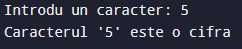 Introdu un caracter: 5
Caracterul '5' este o cifra